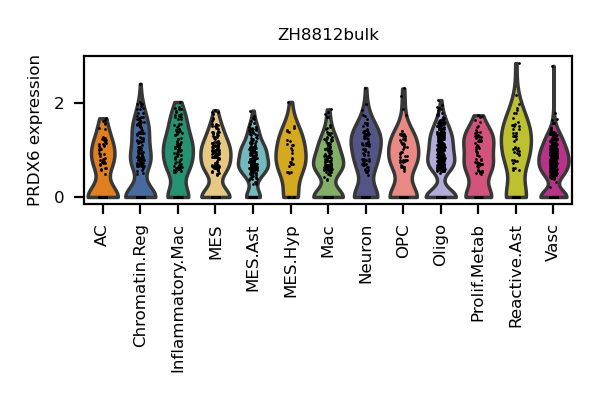 ZH8812bulk
PRDX6 expression
2
0
AC
Chromatin.Reg
Inflammatory.Mac
MES
MES.Ast
MES.Hyp
Mac
Neuron
OPC
Oligo
Prolif.Metab
Reactive.Ast
Vasc